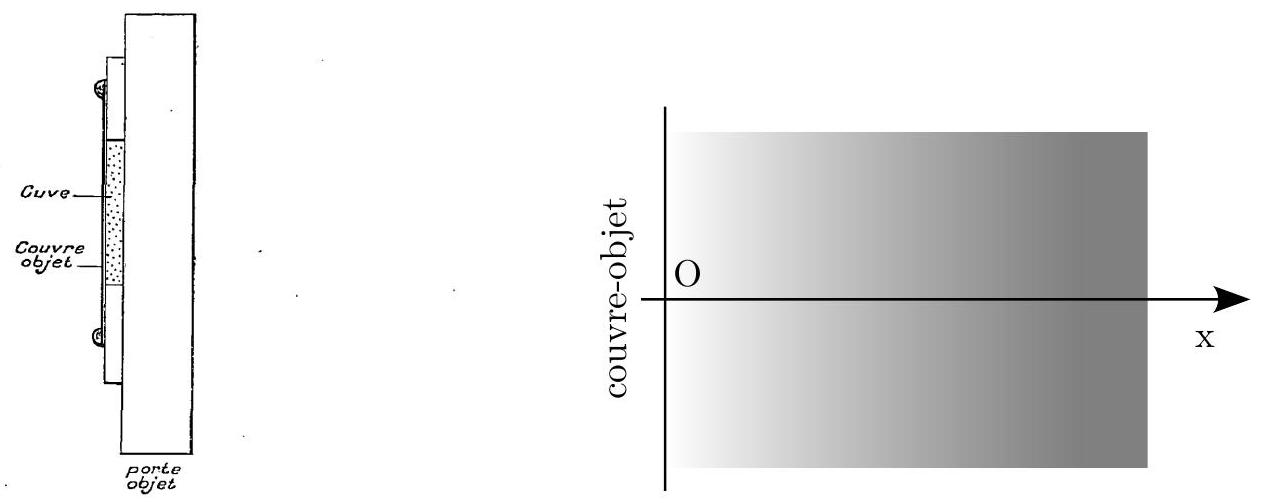 Cuve
Couvre
objet
porte
objet
couvre-objet
O
x